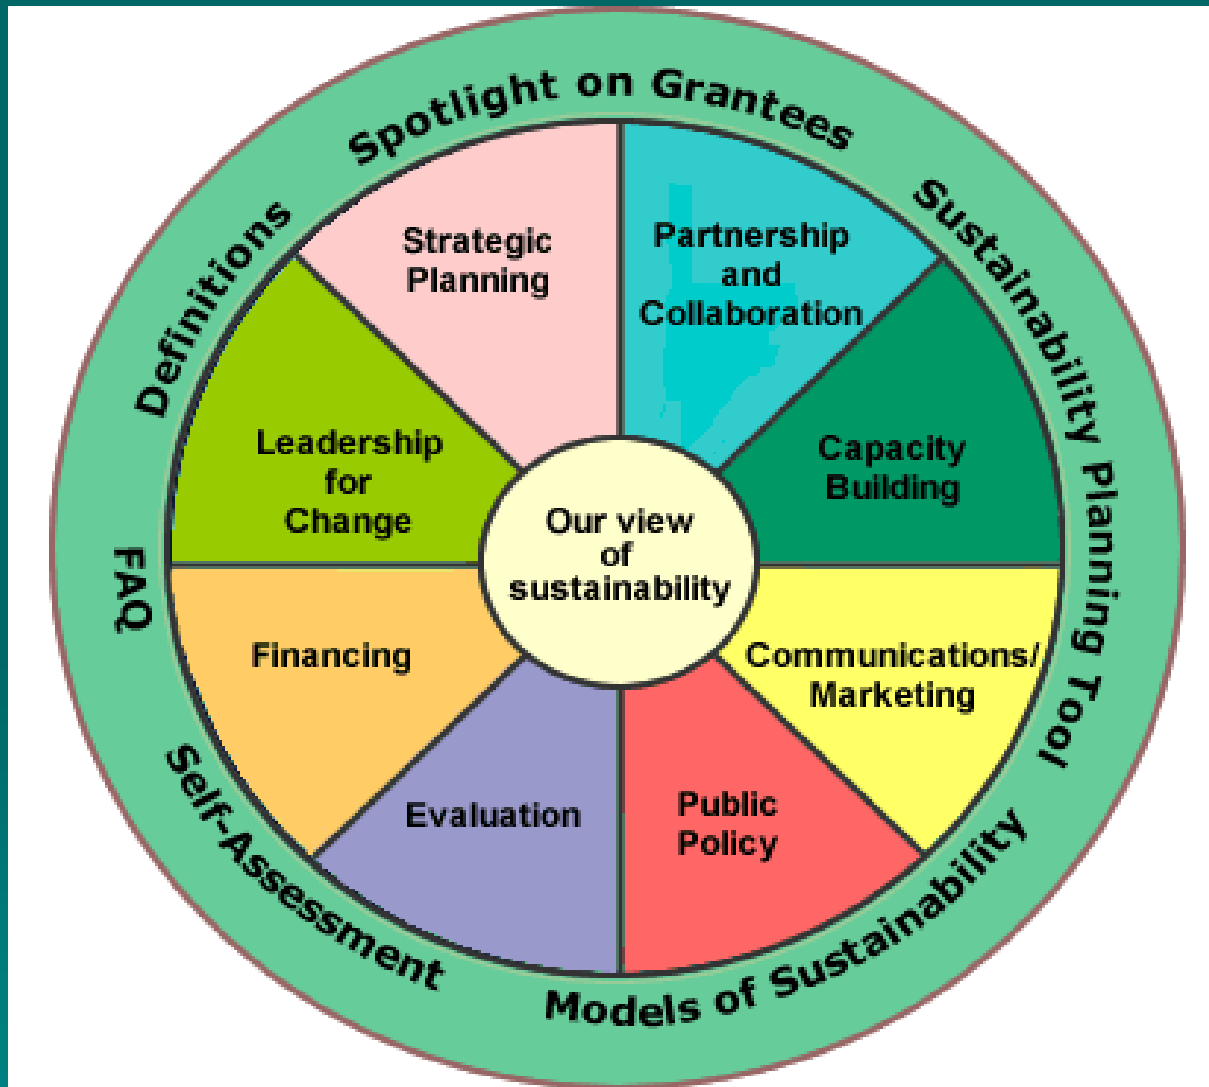 Spotlight on Grantees
Sustainability Planning Tool
Models of Sustainability
Self-Assessment
FAQ
Definitions
Strategic
Planning
Partnership
and
Collaboration
Capacity
Building
Communications/
Marketing
Public
Policy
Evaluation
Financing
Leadership
for
Change
Our view
of
sustainability